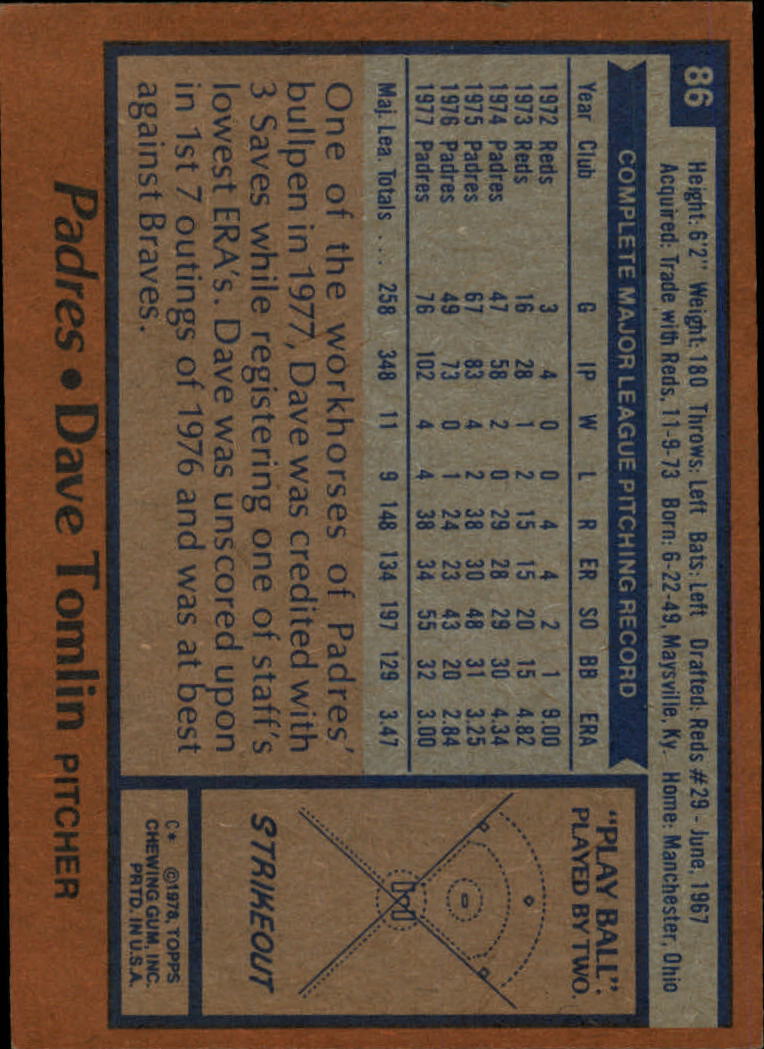 86
Height: 6'2" Weight: 180 Throws: Left Bats: Left Drafted: Reds #29 - June, 1967
Acquired: Trade with Reds, 11-9-73 Born: 6-22-49, Maysville, Ky. Home: Manchester, Ohio
COMPLETE MAJOR LEAGUE PITCHING RECORD
Year Club G IP W L R ER SO BB ERA
1972 Reds 3 4 0 0 4 4 2 1 9.00
1973 Reds 16 28 1 2 15 15 20 15 4.82
1974 Padres 47 58 2 0 29 28 29 30 4.34
1975 Padres 67 83 4 2 38 30 48 31 3.25
1976 Padres 49 73 0 1 24 23 43 20 2.84
1977 Padres 76 102 4 4 38 34 55 32 3.00
Maj. Lea. Totals .... 258 348 11 9 148 134 197 129 3.47
One of the workhorses of Padres'
bullpen in 1977, Dave was credited with
3 Saves while registering one of staff's
lowest ERA's. Dave was unscored upon
in 1st 7 outings of 1976 and was at best
against Braves.
"PLAY BALL":
PLAYED BY TWO.
STRIKEOUT
C* ©1978, TOPPS
CHEWING GUM, INC.
PRTD. IN U.S.A.
Padres • Dave Tomlin PITCHER